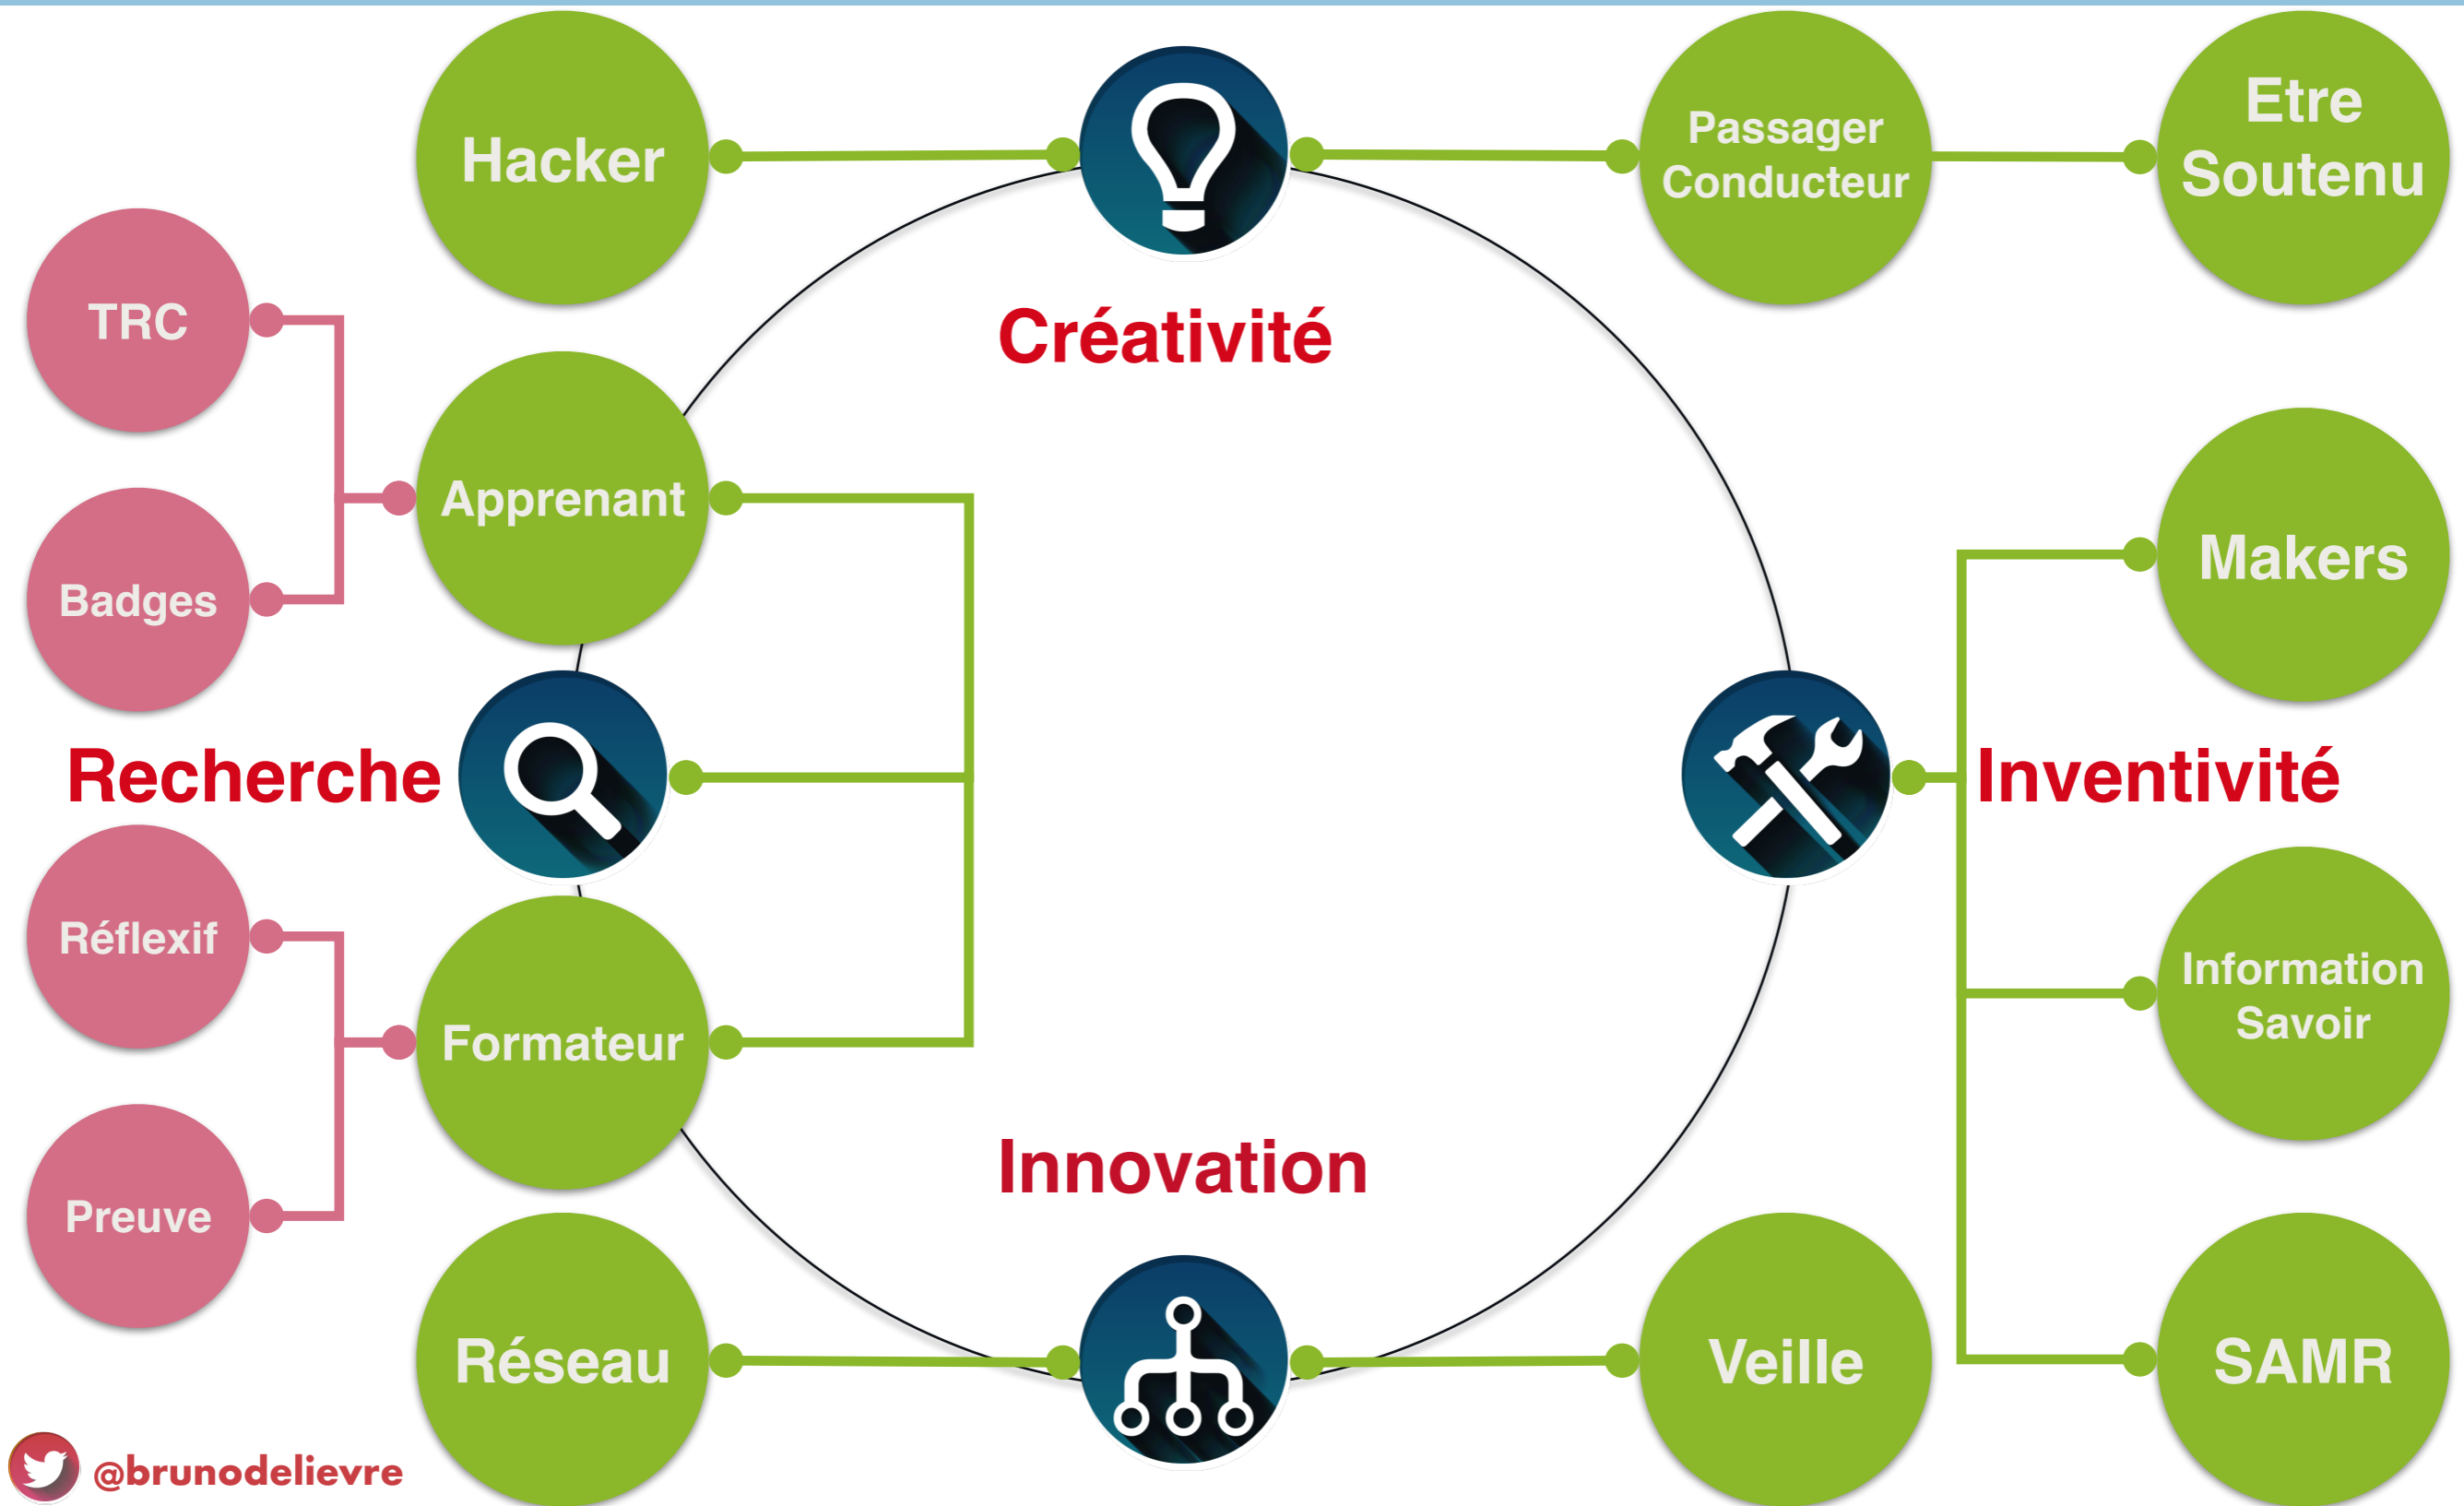 Hacker
Passager
Conducteur
Etre
Soutenu
TRC
Créativité
Apprenant
Makers
Badges
Recherche
Inventivité
Réflexif
Information
Savoir
Formateur
Innovation
Preuve
Réseau
Veille
SAMR
@brunodelievre